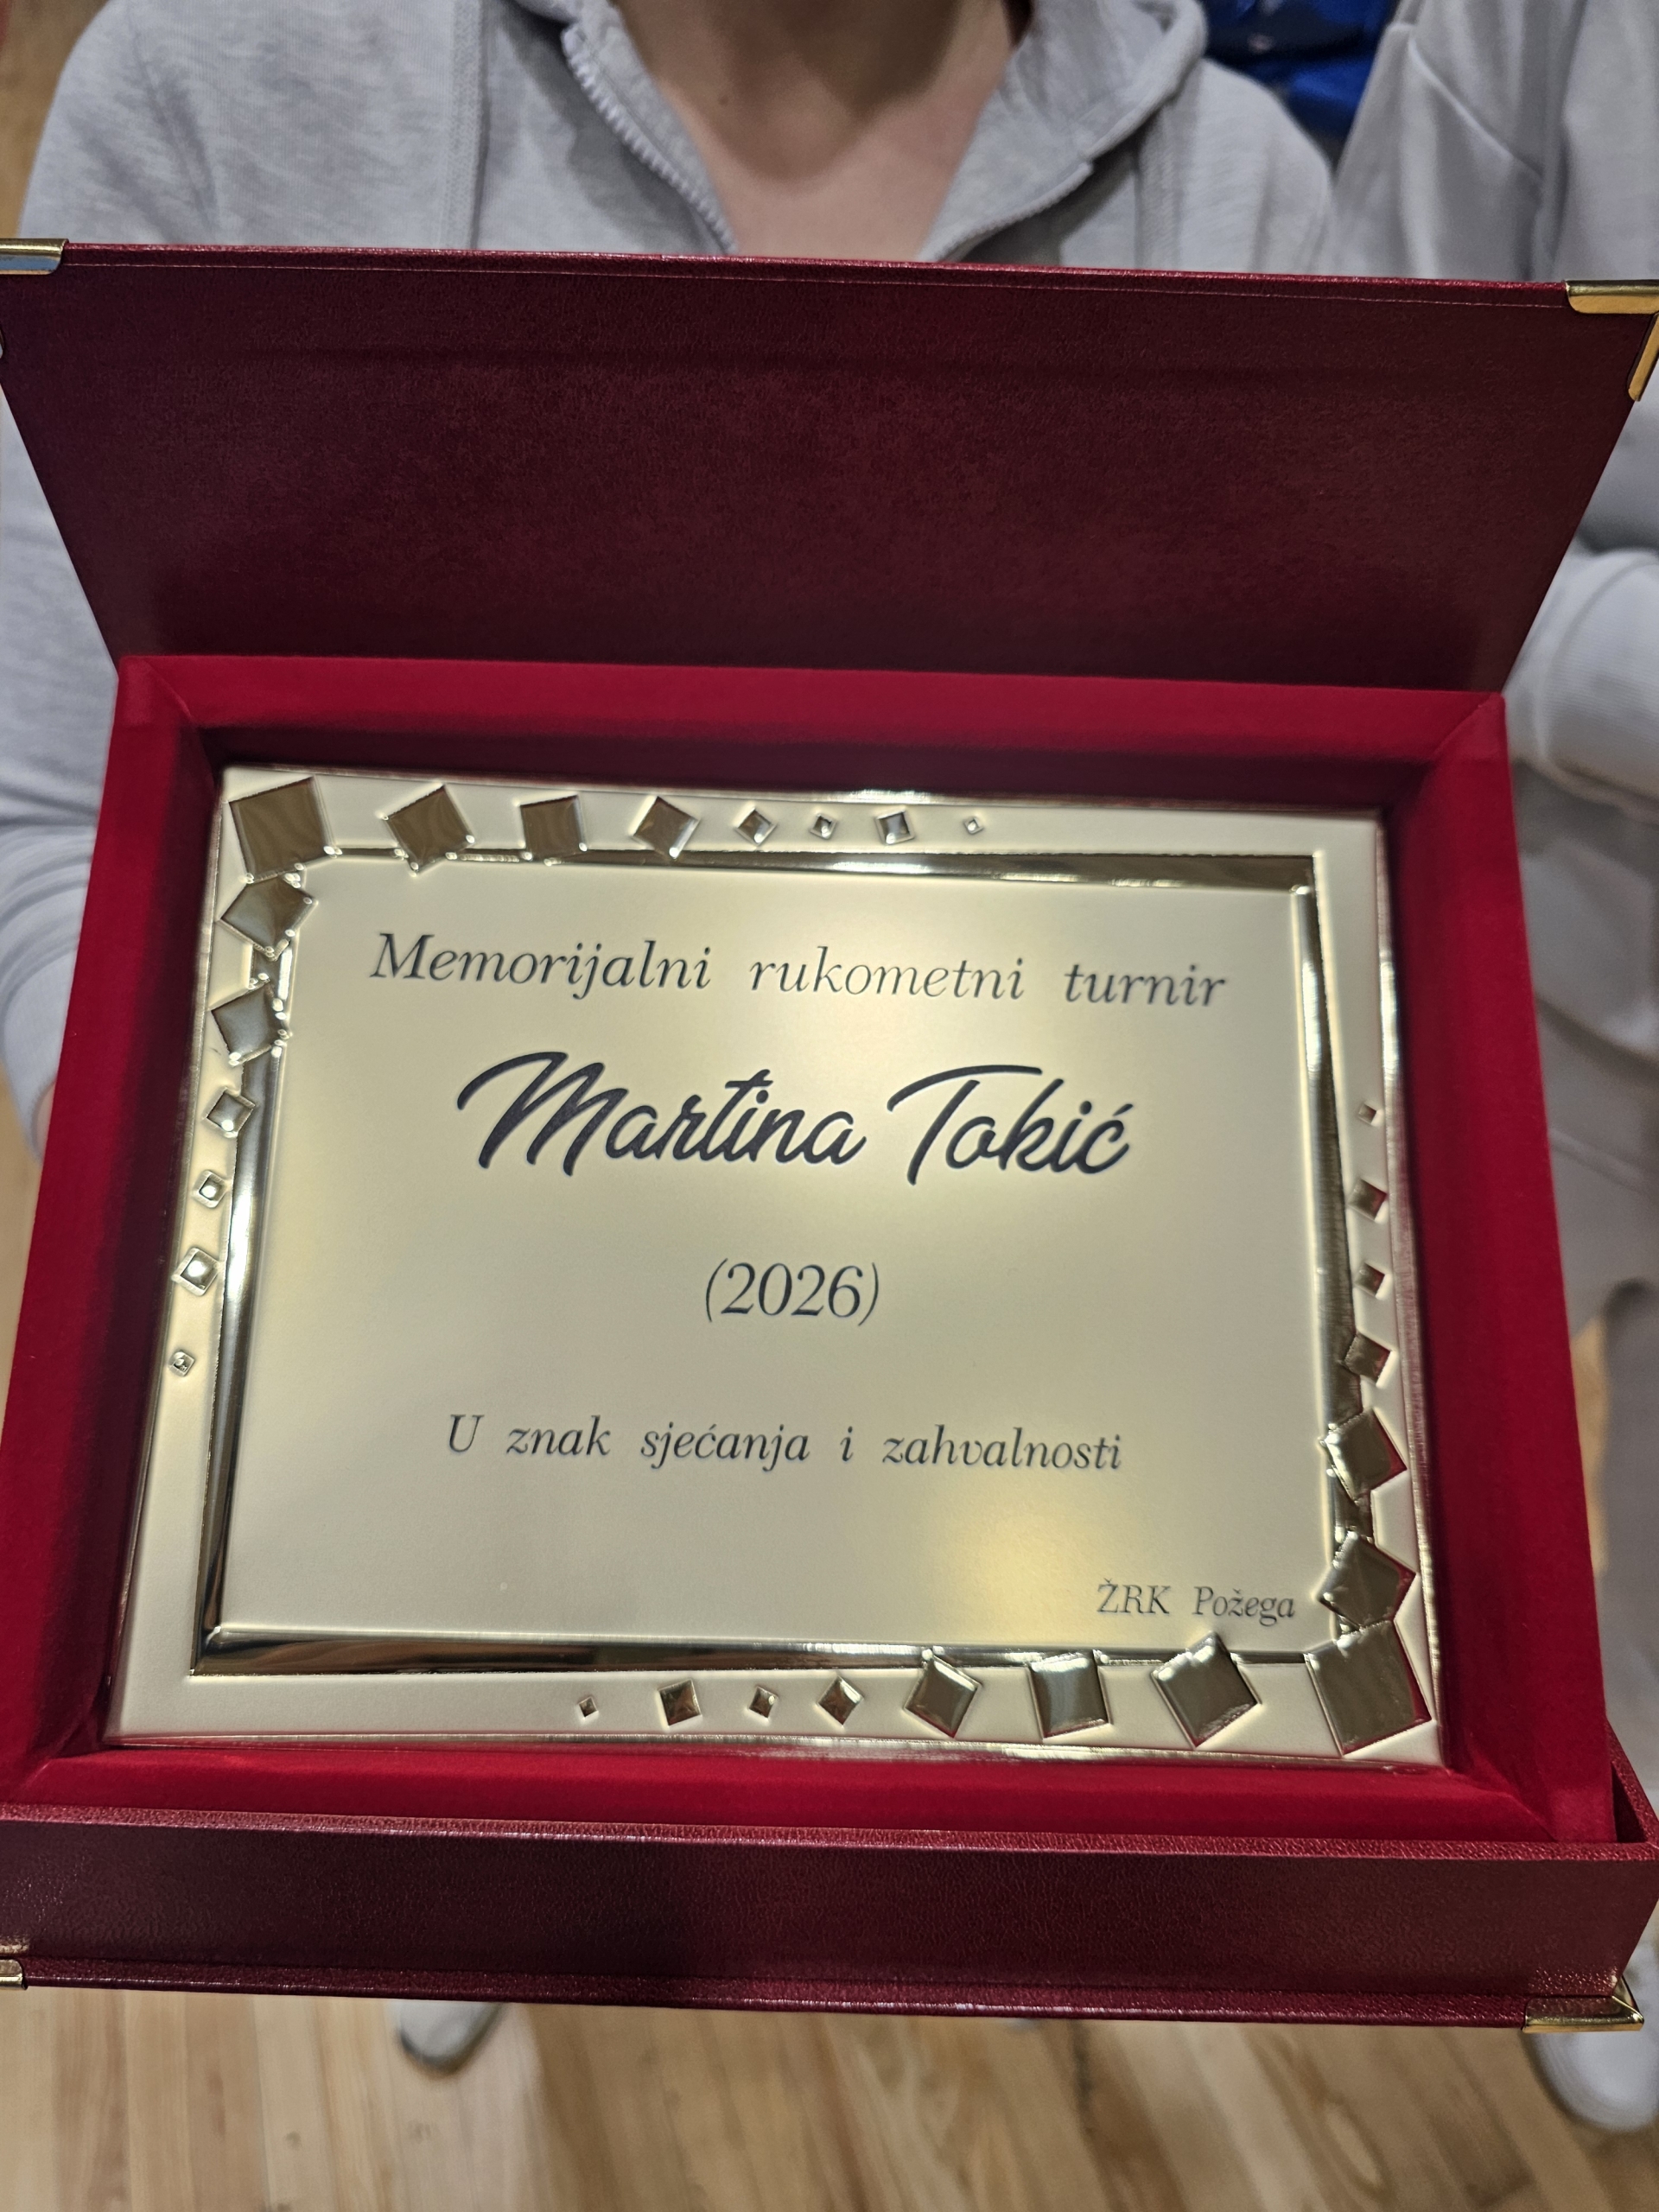 Memorijalni rukometni turnir
Martina Tokić
(2026)
U znak sjećanja i zahvalnosti
ŽRK Požega